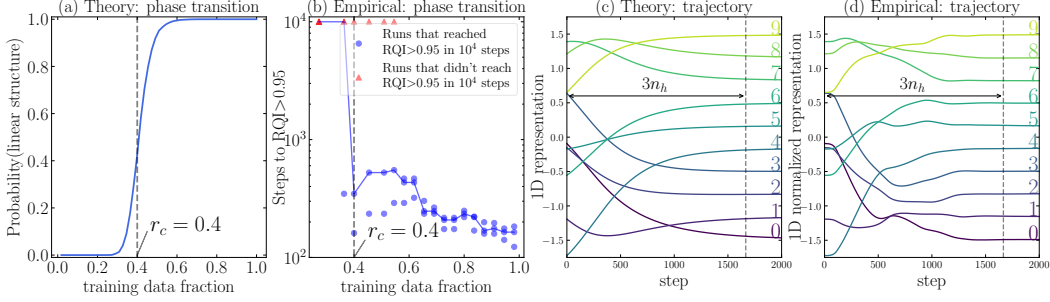 (a) Theory: phase transition
Probability(linear structure)
1.0
0.8
0.6
0.4
0.2
0.0
r_c = 0.4
0.0 0.2 0.4 0.6 0.8 1.0
training data fraction
(b) Empirical: phase transition
Steps to RQI>0.95
10^4
10^3
10^2
Runs that reached
RQI>0.95 in 10^4 steps
Runs that didn't reach
RQI>0.95 in 10^4 steps
r_c = 0.4
0.4 0.6 0.8 1.0
training data fraction
(c) Theory: trajectory
1D representation
1.5
1.0
0.5
0.0
−0.5
−1.0
−1.5
3n_h
9
8
7
6
5
4
3
2
1
0
0 500 1000 1500 2000
step
(d) Empirical: trajectory
1D normalized representation
1.5
1.0
0.5
0.0
−0.5
−1.0
−1.5
3n_h
9
8
7
6
5
4
3
2
1
0
0 500 1000 1500 2000
step